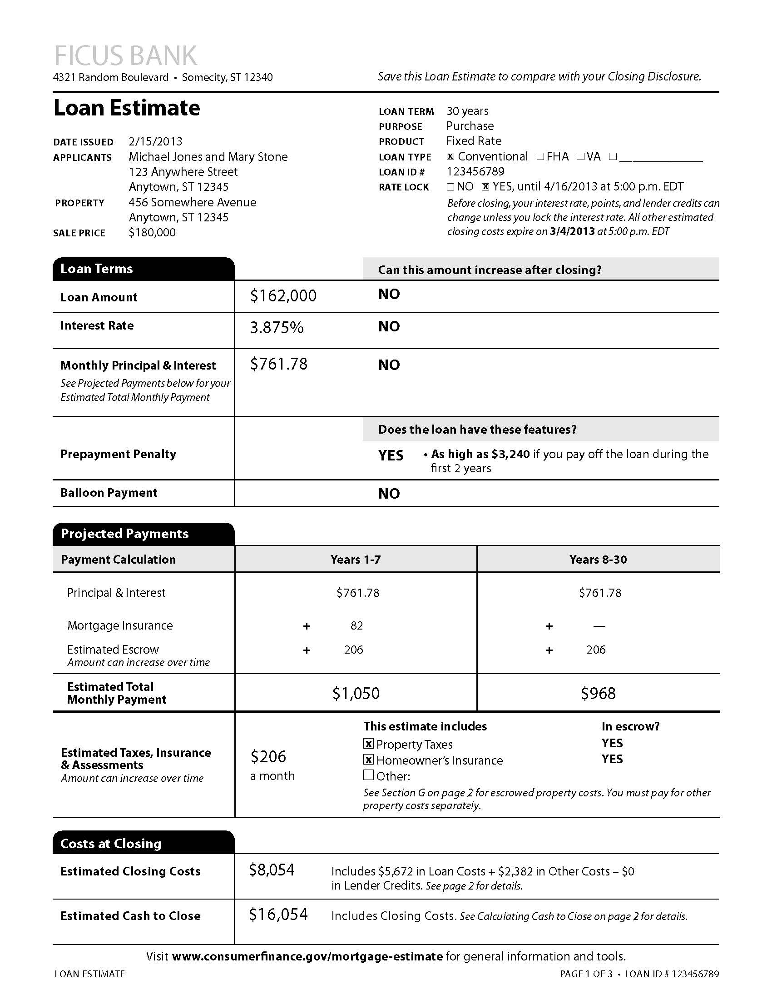 FICUS BANK
4321 Random Boulevard • Somecity, ST 12340
Save this Loan Estimate to compare with your Closing Disclosure.
Loan Estimate
DATE ISSUED 2/15/2013
APPLICANTS Michael Jones and Mary Stone
123 Anywhere Street
Anytown, ST 12345
PROPERTY 456 Somewhere Avenue
Anytown, ST 12345
SALE PRICE $180,000
LOAN TERM 30 years
PURPOSE Purchase
PRODUCT Fixed Rate
LOAN TYPE ☒ Conventional ☐ FHA ☐ VA ☐ ______________
LOAN ID # 123456789
RATE LOCK ☐ NO ☒ YES, until 4/16/2013 at 5:00 p.m. EDT
Before closing, your interest rate, points, and lender credits can
change unless you lock the interest rate. All other estimated
closing costs expire on 3/4/2013 at 5:00 p.m. EDT
Loan Terms Can this amount increase after closing?
Loan Amount $162,000 NO
Interest Rate 3.875% NO
Monthly Principal & Interest $761.78 NO
See Projected Payments below for your
Estimated Total Monthly Payment
Does the loan have these features?
Prepayment Penalty YES • As high as $3,240 if you pay off the loan during the
first 2 years
Balloon Payment NO
Projected Payments
Payment Calculation Years 1-7 Years 8-30
Principal & Interest $761.78 $761.78
Mortgage Insurance + 82 + —
Estimated Escrow + 206 + 206
Amount can increase over time
Estimated Total
Monthly Payment $1,050 $968
Estimated Taxes, Insurance
& Assessments
Amount can increase over time
$206
a month
This estimate includes In escrow?
☒ Property Taxes YES
☒ Homeowner's Insurance YES
☐ Other:
See Section G on page 2 for escrowed property costs. You must pay for other
property costs separately.
Costs at Closing
Estimated Closing Costs $8,054 Includes $5,672 in Loan Costs + $2,382 in Other Costs – $0
in Lender Credits. See page 2 for details.
Estimated Cash to Close $16,054 Includes Closing Costs. See Calculating Cash to Close on page 2 for details.
Visit www.consumerfinance.gov/mortgage-estimate for general information and tools.
LOAN ESTIMATE PAGE 1 OF 3 • LOAN ID # 123456789